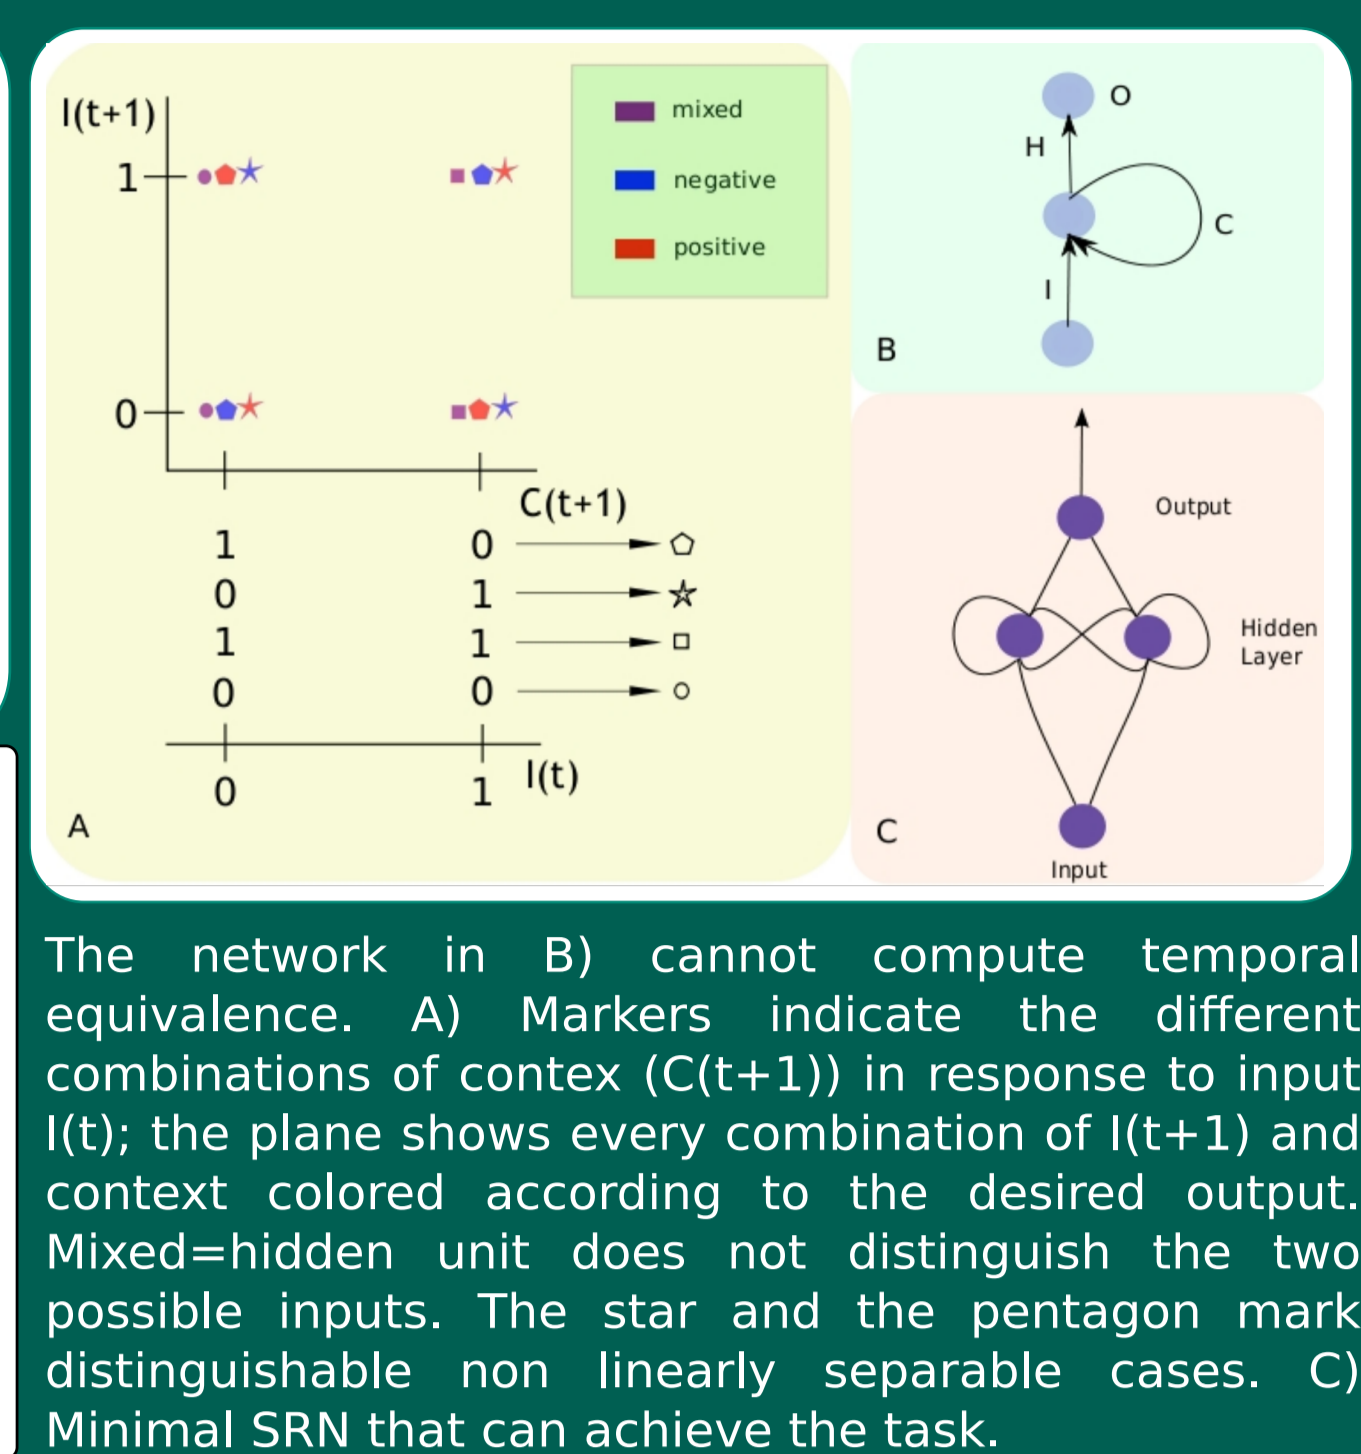 I(t+1)
1
0
mixed
negative
positive
C(t+1)
1 0
0 1
1 1
0 0
0 1
I(t)
A
O
H
C
I
B
Output
Hidden
Layer
C
Input
The network in B) cannot compute temporal
equivalence. A) Markers indicate the different
combinations of contex (C(t+1)) in response to input
I(t); the plane shows every combination of I(t+1) and
context colored according to the desired output.
Mixed=hidden unit does not distinguish the two
possible inputs. The star and the pentagon mark
distinguishable non linearly separable cases. C)
Minimal SRN that can achieve the task.